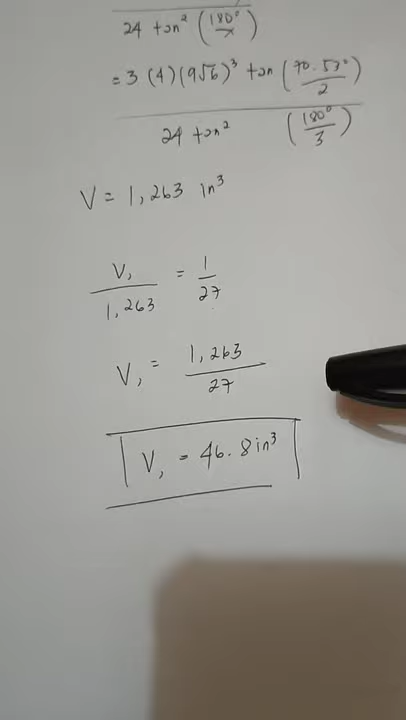 24 tan² (180°/x)
= 3 (4)(9√6)³ tan (70.53°/2)
24 tan² (180°/3)
V = 1,263 in³
V₁/1,263 = 1/27
V₁ = 1,263/27
V₁ = 46.8 in³